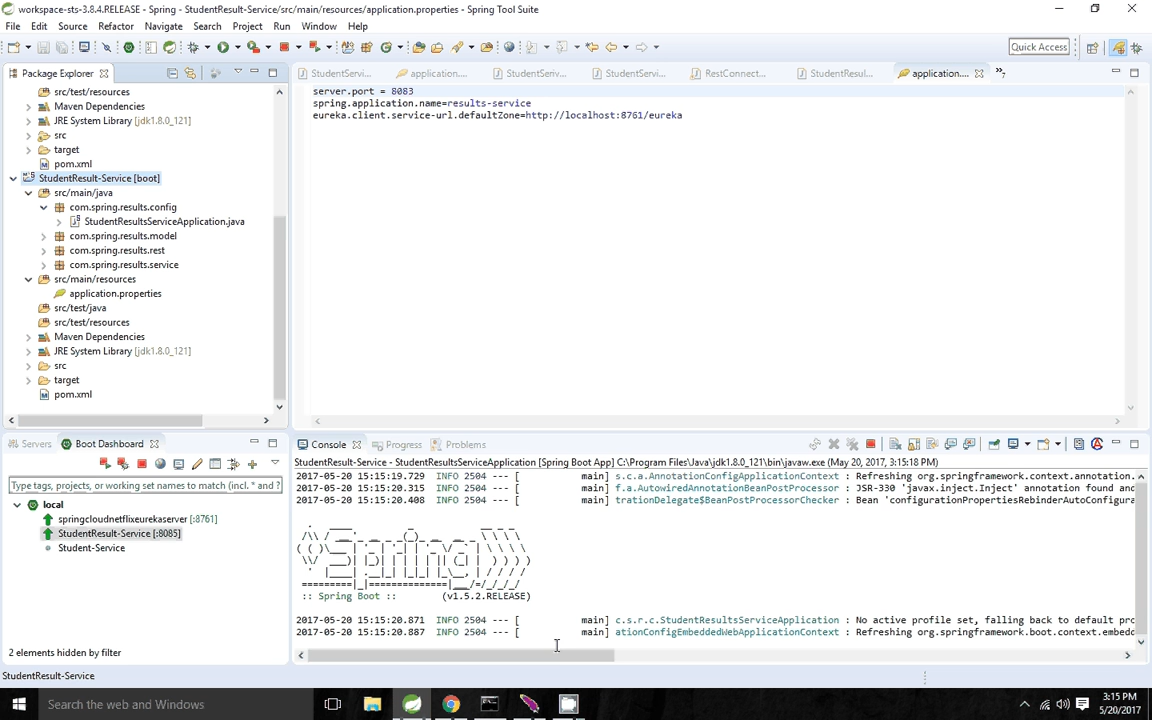 workspace-sts-3.8.4.RELEASE - Spring - StudentResult-Service/src/main/resources/application.properties - Spring Tool Suite
File Edit Source Refactor Navigate Search Project Run Window Help
Quick Access
Package Explorer
StudentServi... application.... StudentServ... StudentServi... RestConnect... StudentResul... application.... »7
src/test/resources
Maven Dependencies
JRE System Library [jdk1.8.0_121]
src
target
pom.xml
StudentResult-Service [boot]
src/main/java
com.spring.results.config
StudentResultsServiceApplication.java
com.spring.results.model
com.spring.results.rest
com.spring.results.service
src/main/resources
application.properties
src/test/java
src/test/resources
Maven Dependencies
JRE System Library [jdk1.8.0_121]
src
target
pom.xml
server.port = 8083
spring.application.name=results-service
eureka.client.service-url.defaultZone=http://localhost:8761/eureka
Servers Boot Dashboard
Type tags, projects, or working set names to match (incl. * and ?
local
springcloudnetflixeurekaserver [:8761]
StudentResult-Service [:8085]
Student-Service
2 elements hidden by filter
Console Progress Problems
StudentResult-Service - StudentResultsServiceApplication [Spring Boot App] C:\Program Files\Java\jdk1.8.0_121\bin\javaw.exe (May 20, 2017, 3:15:18 PM)
2017-05-20 15:15:19.729 INFO 2504 --- [ main] s.c.a.AnnotationConfigApplicationContext : Refreshing org.springframework.context.annotation.
2017-05-20 15:15:20.315 INFO 2504 --- [ main] f.a.AutowiredAnnotationBeanPostProcessor : JSR-330 'javax.inject.Inject' annotation found and
2017-05-20 15:15:20.408 INFO 2504 --- [ main] trationDelegate$BeanPostProcessorChecker : Bean 'configurationPropertiesRebinderAutoConfigura
:: Spring Boot :: (v1.5.2.RELEASE)
2017-05-20 15:15:20.871 INFO 2504 --- [ main] c.s.r.c.StudentResultsServiceApplication : No active profile set, falling back to default pro
2017-05-20 15:15:20.887 INFO 2504 --- [ main] ationConfigEmbeddedWebApplicationContext : Refreshing org.springframework.boot.context.embedd
StudentResult-Service
Search the web and Windows
3:15 PM
5/20/2017